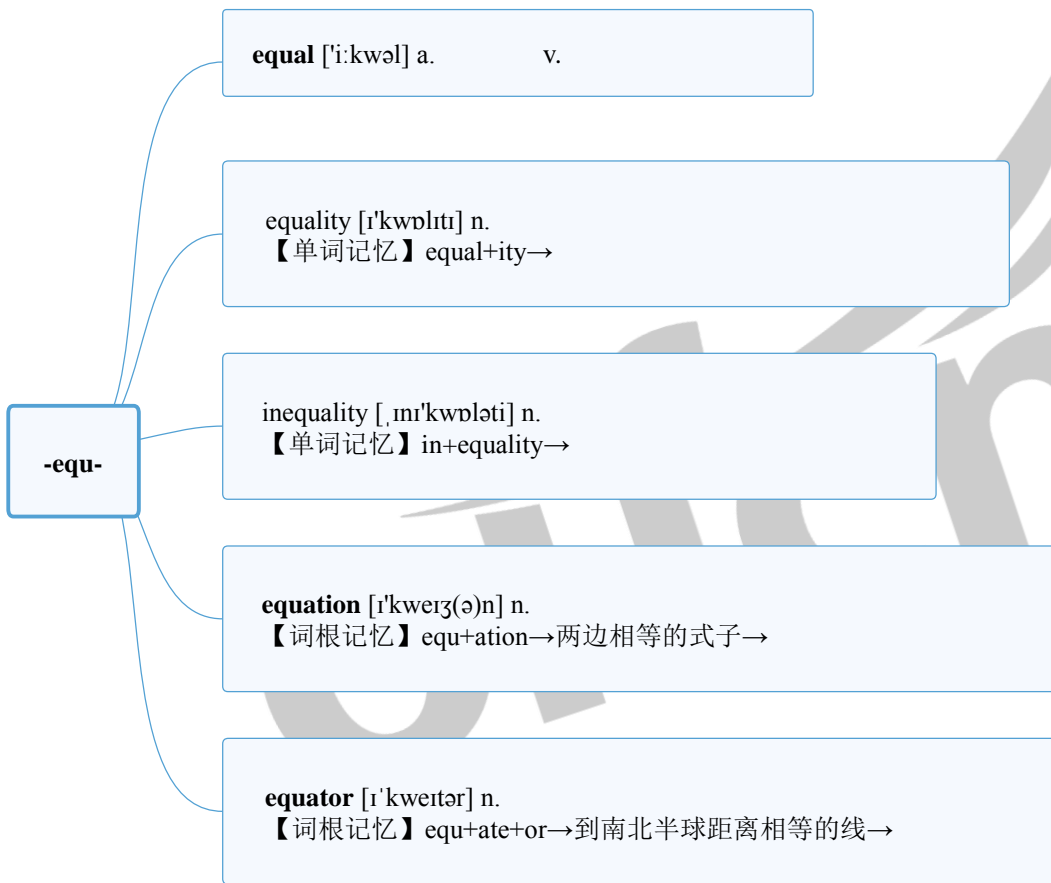 equal ['i:kwəl] a. v.
equality [ɪ'kwɒlɪtɪ] n.
【单词记忆】equal+ity→
inequality [ˌɪnɪ'kwɒləti] n.
【单词记忆】in+equality→
-equ-
equation [ɪ'kweɪʒ(ə)n] n.
【词根记忆】equ+ation→两边相等的式子→
equator [ɪˈkweɪtər] n.
【词根记忆】equ+ate+or→到南北半球距离相等的线→